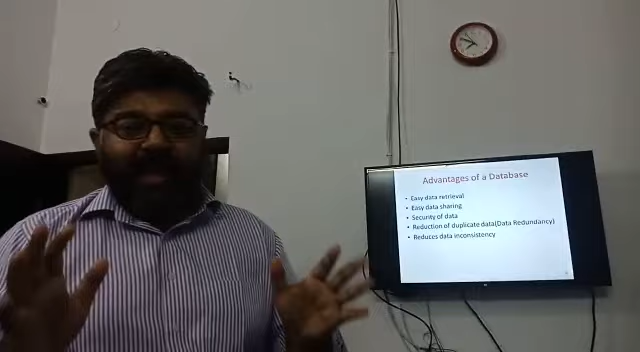 Advantages of a Database
• Easy data retrieval
• Easy data sharing
• Security of data
• Reduction of duplicate data(Data Redundancy)
• Reduces data inconsistency